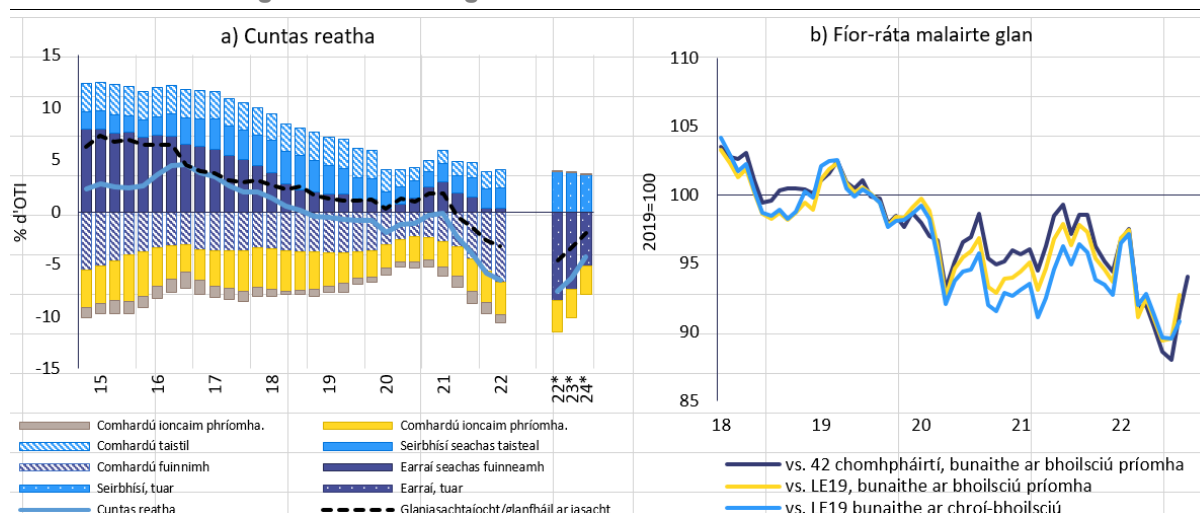 a) Cuntas reatha
15
10
5
0
-5
-10
-15
% d'OTI
15
16
17
18
19
20
21
22
22*
23*
24*
Comhardú ioncaim phríomha.
Comhardú ioncaim phríomha.
Comhardú taistil
Seirbhísí seachas taisteal
Comhardú fuinnimh
Earraí seachas fuinneamh
Seirbhísí, tuar
Earraí, tuar
Cuntas reatha
Glaniasachtaíocht/glanfháil ar iasacht
b) Fíor-ráta malairte glan
110
105
100
95
90
85
2019=100
18
19
20
21
22
vs. 42 chomhpháirtí, bunaithe ar bhoilsciú príomha
vs. LE19, bunaithe ar bhoilsciú príomha
vs. LE19 bunaithe ar chroí-bhoilsciú